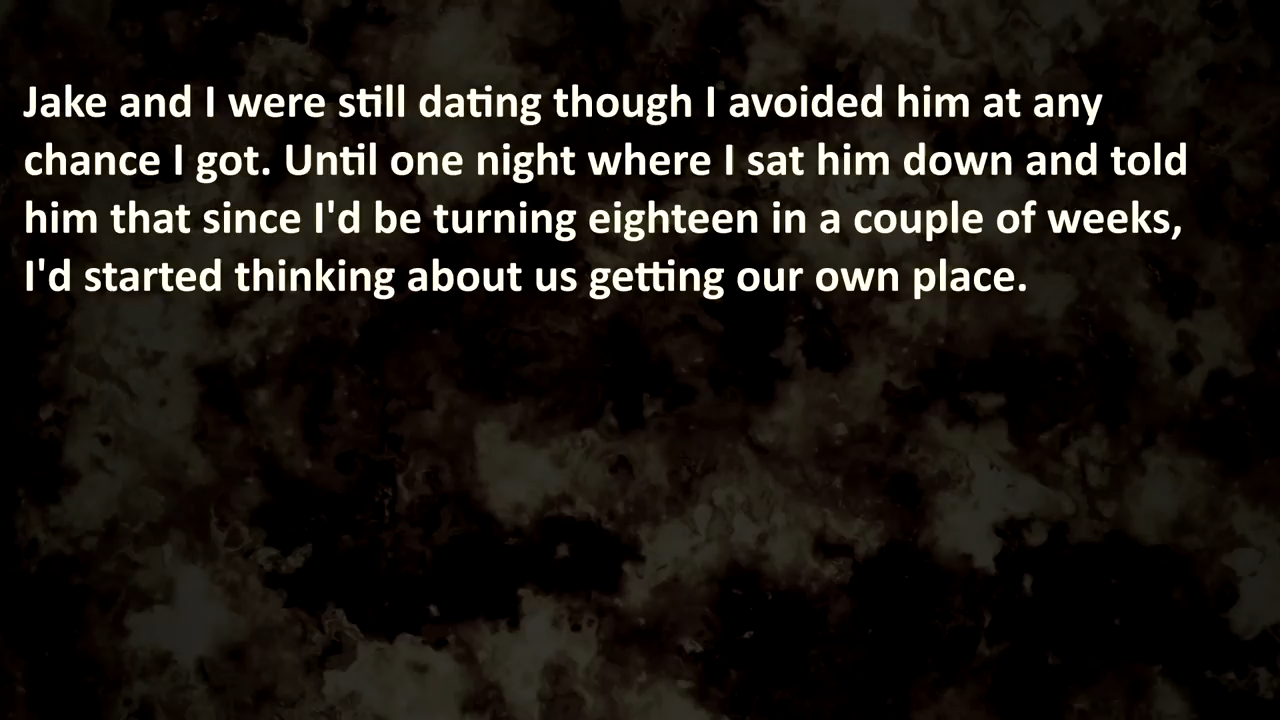 Jake and I were still dating though I avoided him at any
chance I got. Until one night where I sat him down and told
him that since I'd be turning eighteen in a couple of weeks,
I'd started thinking about us getting our own place.